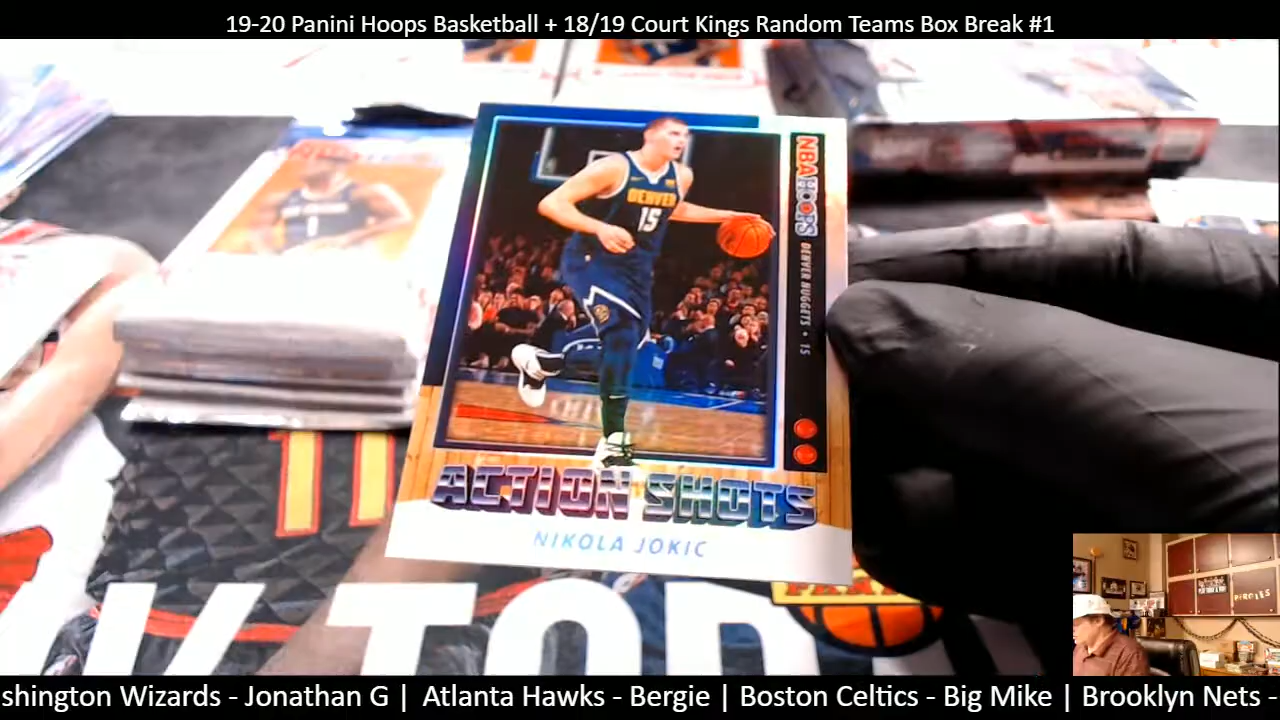 19-20 Panini Hoops Basketball + 18/19 Court Kings Random Teams Box Break #1
DENVER
15
NBA HOOPS
DENVER NUGGETS • 15
ACTION SHOTS
NIKOLA JOKIC
PIRATES
shington Wizards - Jonathan G | Atlanta Hawks - Bergie | Boston Celtics - Big Mike | Brooklyn Nets -